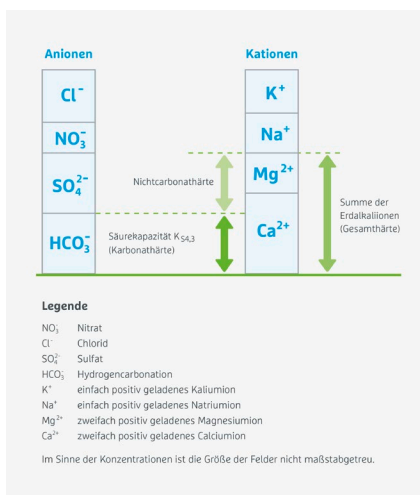 Anionen Kationen
Cl⁻ K⁺
NO₃⁻ Na⁺
SO₄²⁻ Nichtcarbonathärte Mg²⁺
Summe der
Erdalkaliionen
(Gesamthärte)
HCO₃⁻ Säurekapazität K S4,3
(Karbonathärte) Ca²⁺
Legende
NO₃⁻ Nitrat
Cl⁻ Chlorid
SO₄²⁻ Sulfat
HCO₃⁻ Hydrogencarbonation
K⁺ einfach positiv geladenes Kaliumion
Na⁺ einfach positiv geladenes Natriumion
Mg²⁺ zweifach positiv geladenes Magnesiumion
Ca²⁺ zweifach positiv geladenes Calciumion
Im Sinne der Konzentrationen ist die Größe der Felder nicht maßstabgetreu.